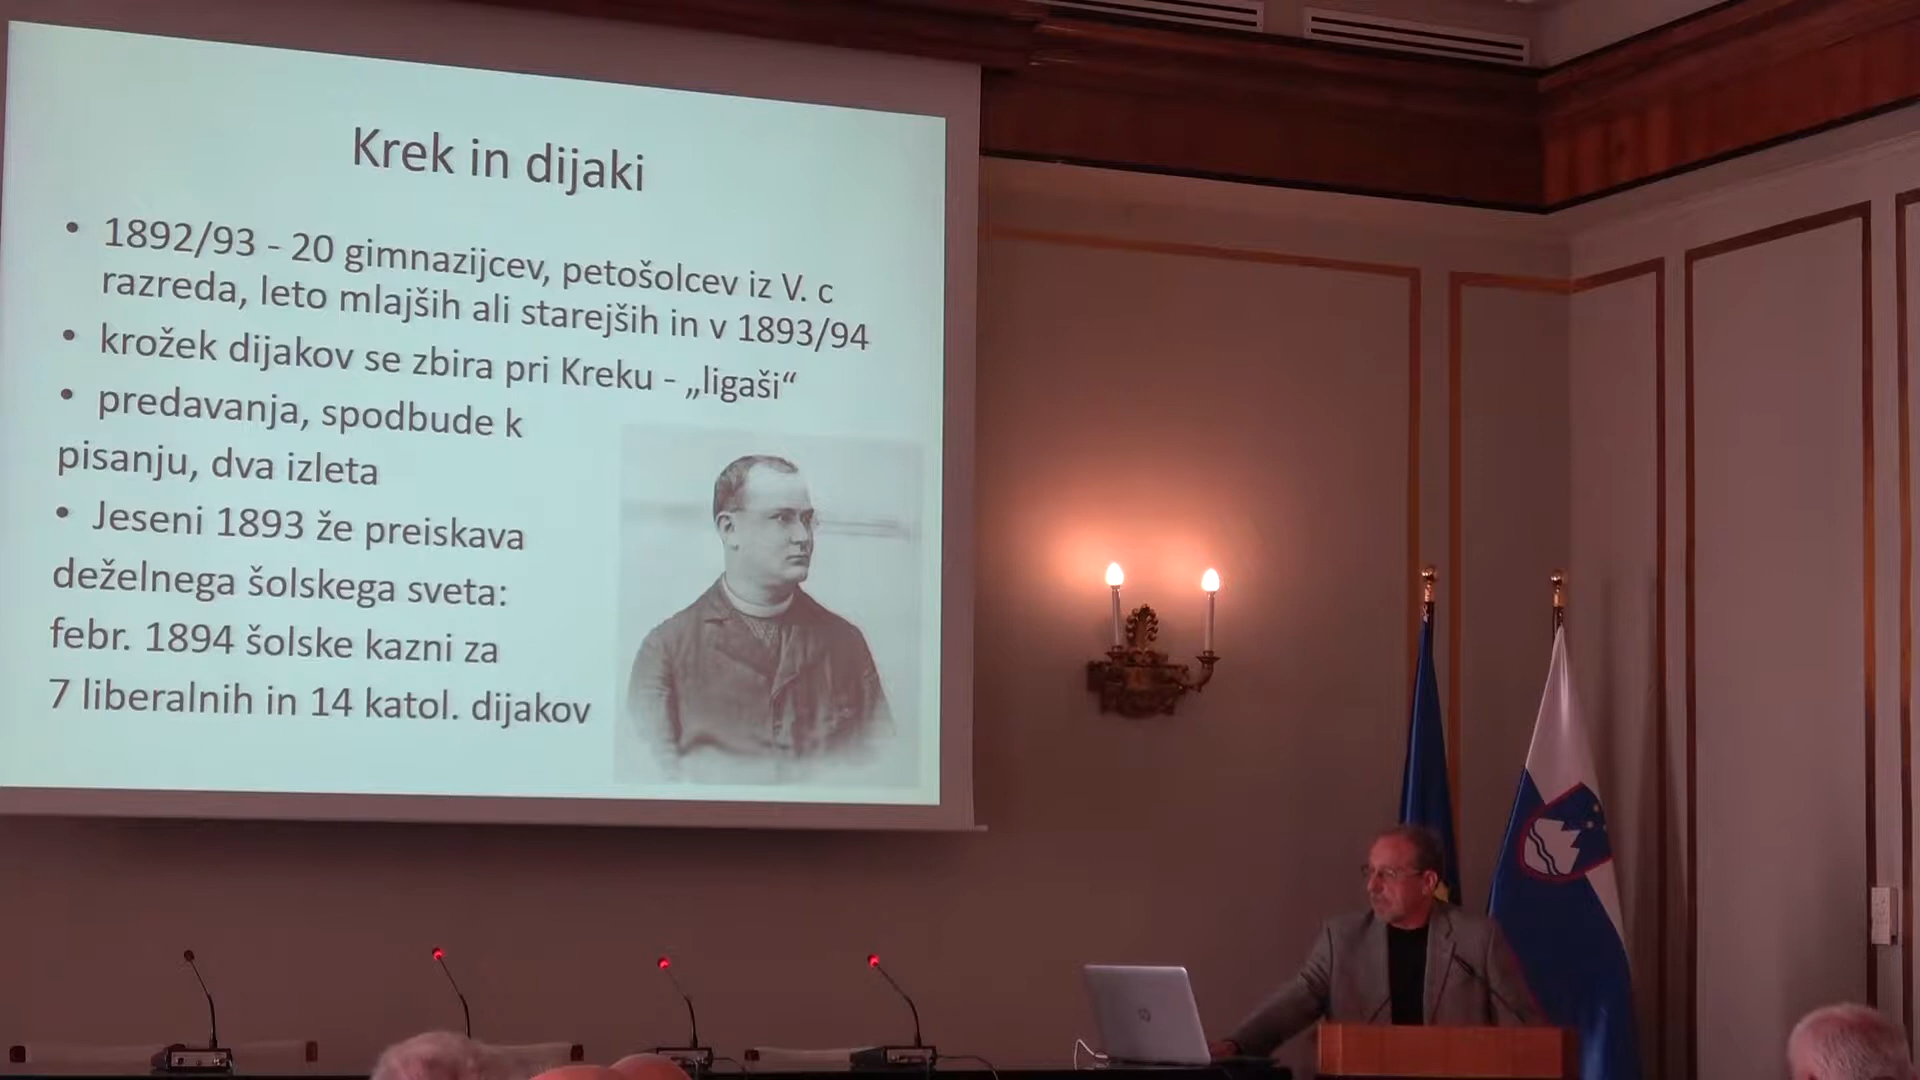 Krek in dijaki
• 1892/93 - 20 gimnazijcev, petošolcev iz V. c
razreda, leto mlajših ali starejših in v 1893/94
• krožek dijakov se zbira pri Kreku - „ligaši“
• predavanja, spodbude k
pisanju, dva izleta
• Jeseni 1893 že preiskava
deželnega šolskega sveta:
febr. 1894 šolske kazni za
7 liberalnih in 14 katol. dijakov